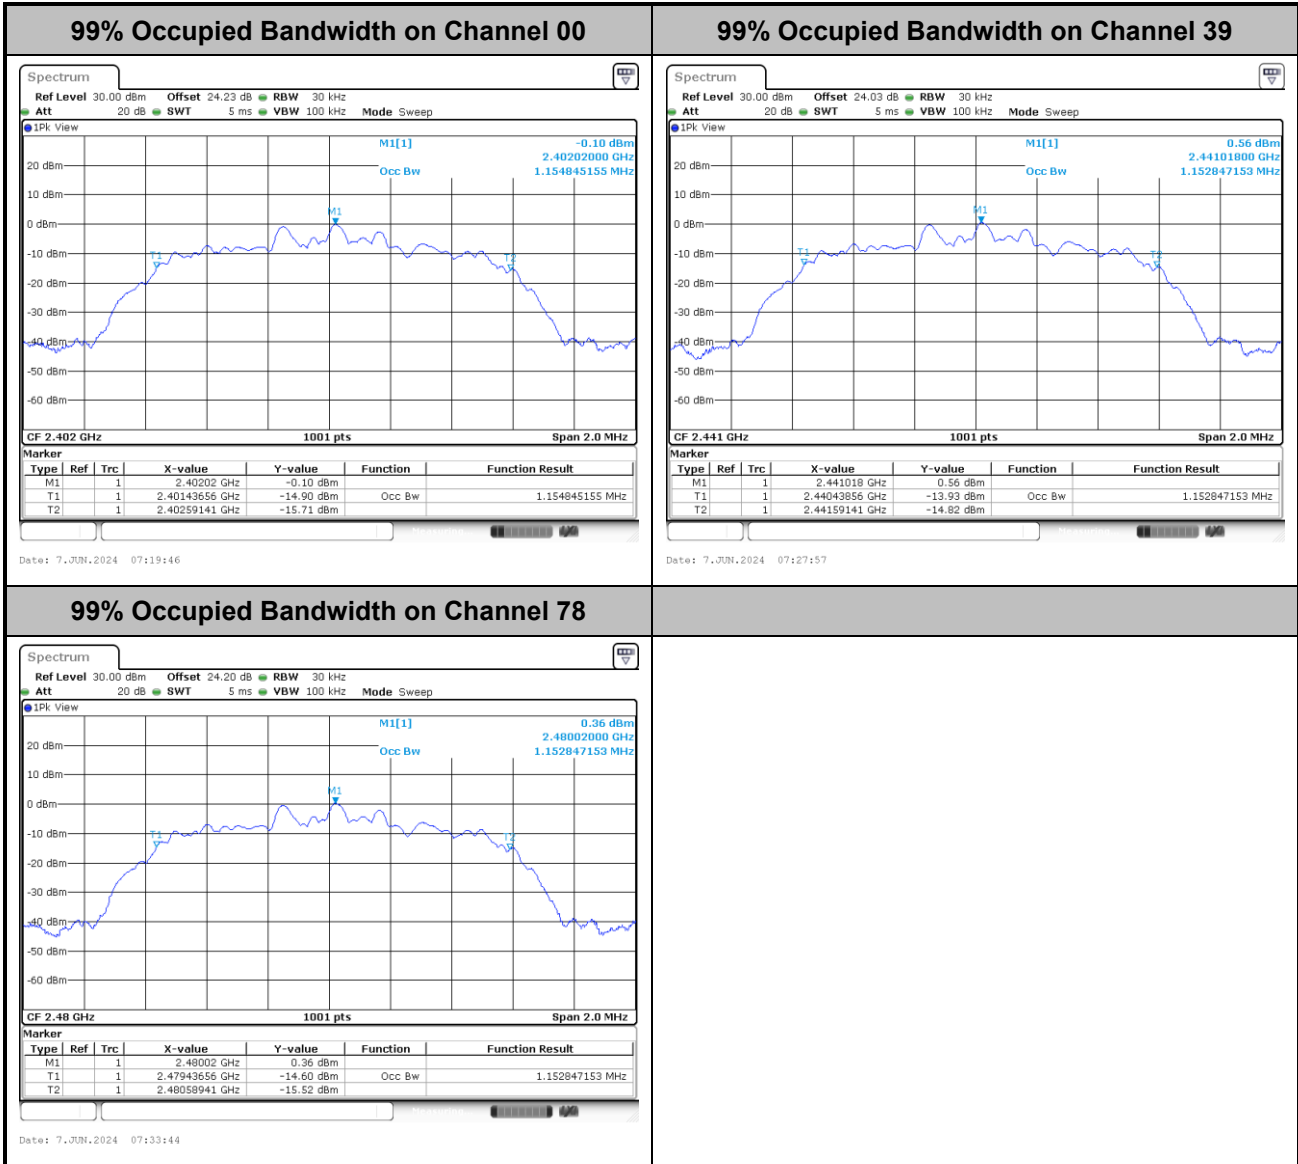 99% Occupied Bandwidth on Channel 00
Spectrum
Ref Level 30.00 dBm Offset 24.23 dB RBW 30 kHz
Att 20 dB SWT 5 ms VBW 100 kHz Mode Sweep
1Pk View
M1[1] -0.10 dBm
2.40202000 GHz
Occ Bw 1.154845155 MHz
20 dBm
10 dBm
M1
0 dBm
-10 dBm
T1
T2
-20 dBm
-30 dBm
-40 dBm
-50 dBm
-60 dBm
CF 2.402 GHz 1001 pts Span 2.0 MHz
Marker
Type Ref Trc X-value Y-value Function Function Result
M1 1 2.40202 GHz -0.10 dBm
T1 1 2.40143656 GHz -14.90 dBm Occ Bw 1.154845155 MHz
T2 1 2.40259141 GHz -15.71 dBm
Date: 7.JUN.2024 07:19:46
99% Occupied Bandwidth on Channel 39
Spectrum
Ref Level 30.00 dBm Offset 24.03 dB RBW 30 kHz
Att 20 dB SWT 5 ms VBW 100 kHz Mode Sweep
1Pk View
M1[1] 0.56 dBm
2.44101800 GHz
Occ Bw 1.152847153 MHz
20 dBm
10 dBm
M1
0 dBm
-10 dBm
T1
T2
-20 dBm
-30 dBm
-40 dBm
-50 dBm
-60 dBm
CF 2.441 GHz 1001 pts Span 2.0 MHz
Marker
Type Ref Trc X-value Y-value Function Function Result
M1 1 2.441018 GHz 0.56 dBm
T1 1 2.44043856 GHz -13.93 dBm Occ Bw 1.152847153 MHz
T2 1 2.44159141 GHz -14.82 dBm
Date: 7.JUN.2024 07:27:57
99% Occupied Bandwidth on Channel 78
Spectrum
Ref Level 30.00 dBm Offset 24.20 dB RBW 30 kHz
Att 20 dB SWT 5 ms VBW 100 kHz Mode Sweep
1Pk View
M1[1] 0.36 dBm
2.48002000 GHz
Occ Bw 1.152847153 MHz
20 dBm
10 dBm
M1
0 dBm
-10 dBm
T1
T2
-20 dBm
-30 dBm
-40 dBm
-50 dBm
-60 dBm
CF 2.48 GHz 1001 pts Span 2.0 MHz
Marker
Type Ref Trc X-value Y-value Function Function Result
M1 1 2.48002 GHz 0.36 dBm
T1 1 2.47943656 GHz -14.60 dBm Occ Bw 1.152847153 MHz
T2 1 2.48058941 GHz -15.52 dBm
Date: 7.JUN.2024 07:33:44